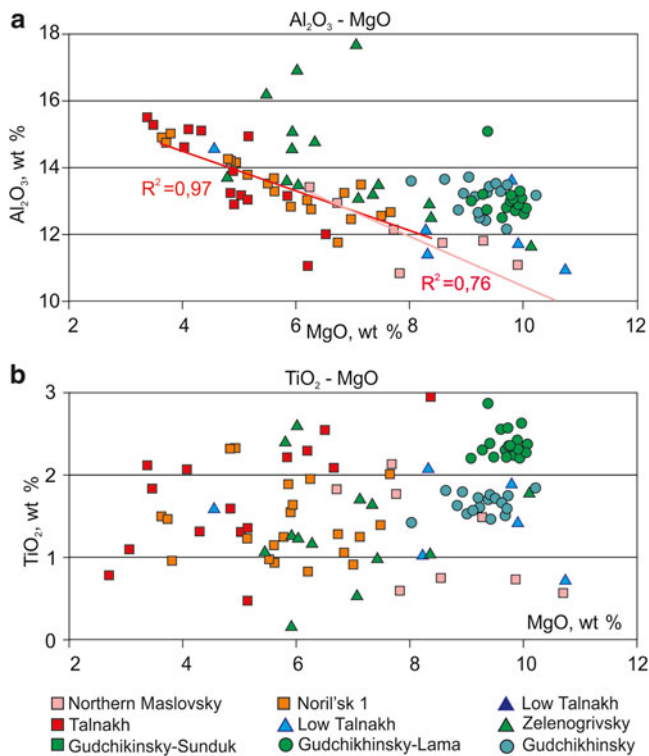 a
Al₂O₃ - MgO
18
16
14
12
10
Al₂O₃, wt %
R²=0,97
R²=0,76
2 4 6 8 10 12
MgO, wt %
b
TiO₂ - MgO
3
2
1
0
TiO₂, wt %
MgO, wt %
2 4 6 8 10 12
Northern Maslovsky Noril'sk 1 Low Talnakh
Talnakh Low Talnakh Zelenogrivsky
Gudchikinsky-Sunduk Gudchikhinsky-Lama Gudchikhinsky